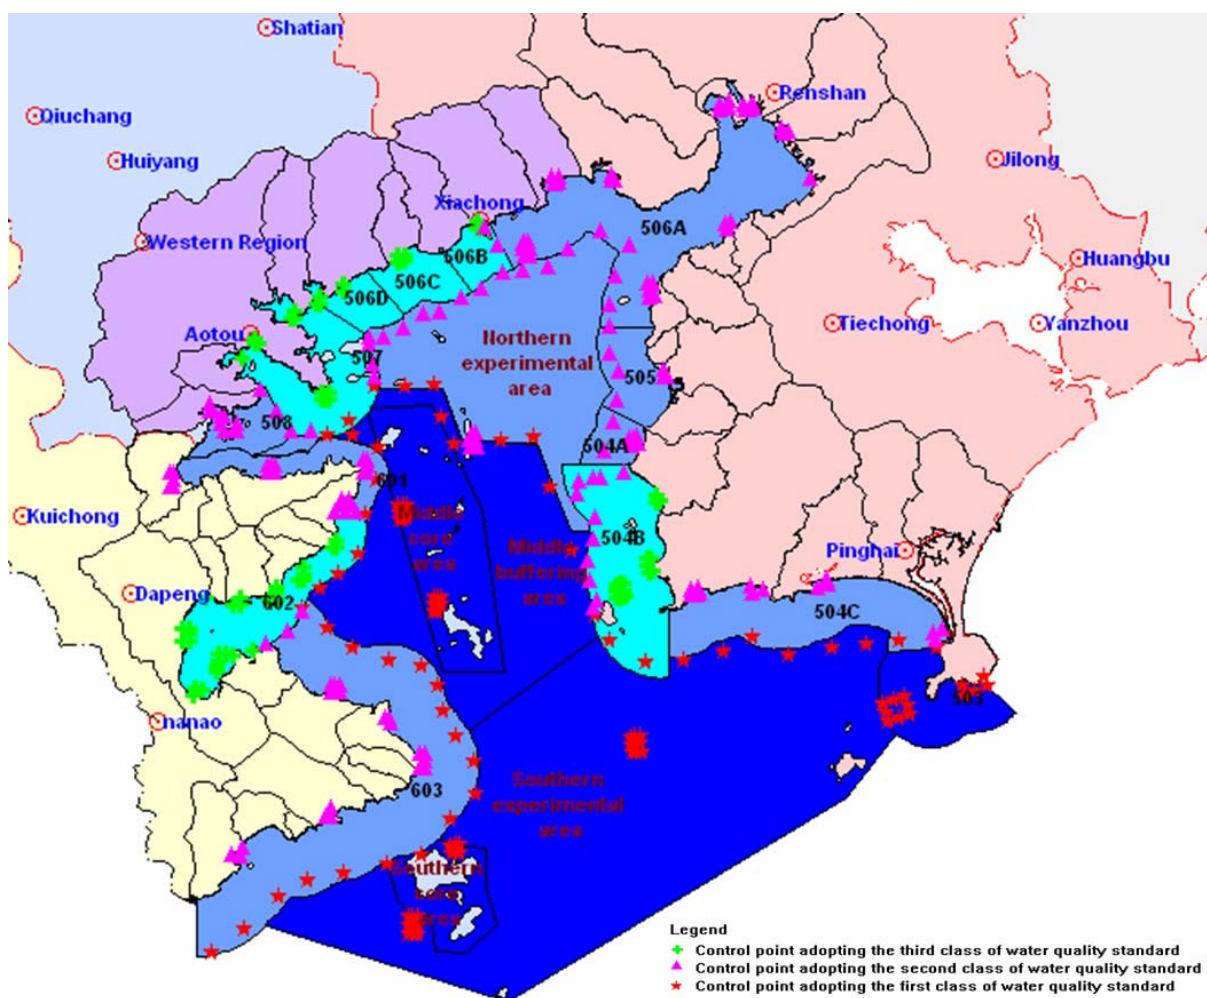 Shatian
Renshan
Qiuchang
Huiyang
Jilong
Xiachong
506A
Western Region
506B
Huangbu
506C
506D
Aotou
Northern
experimental
area
Tiechong
Yanzhou
507
505
508
504A
601
Kuichong
Middle
core
area
504B
Middle
buffering
area
Pinghai
Dapeng
602
504C
503
nanao
Southern
experimental
area
603
Southern
core
area
Legend
Control point adopting the third class of water quality standard
Control point adopting the second class of water quality standard
Control point adopting the first class of water quality standard